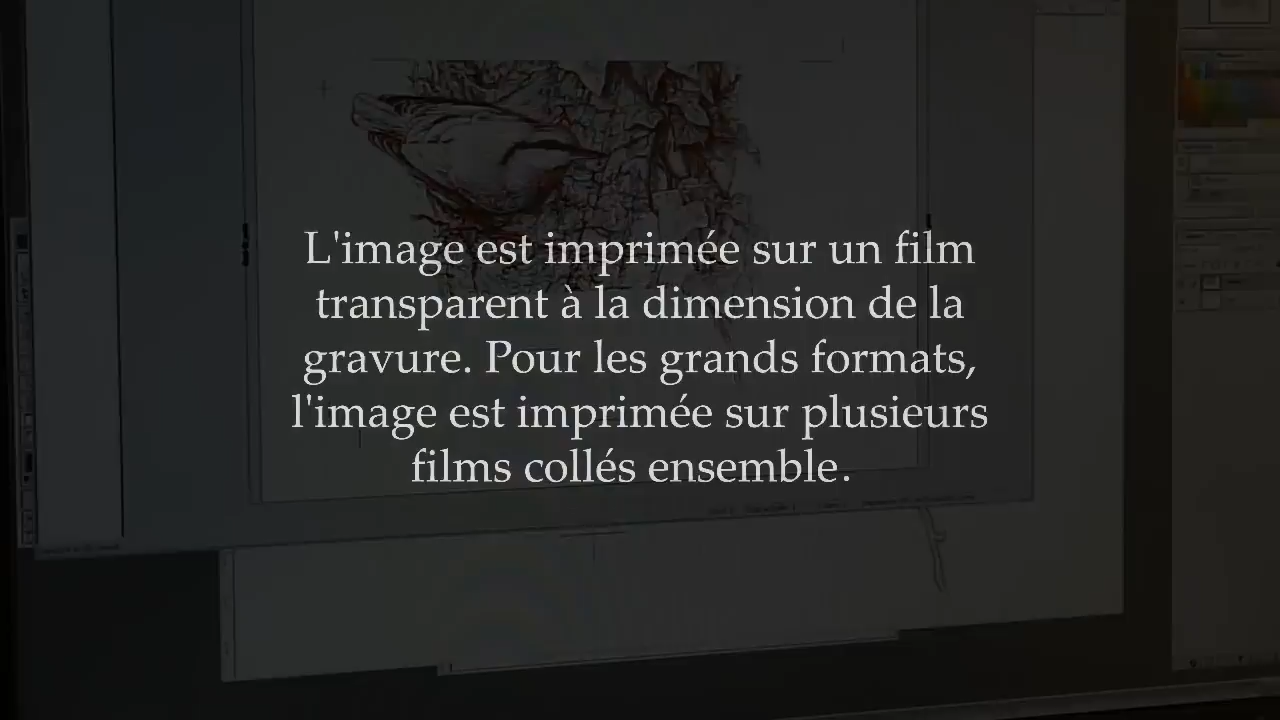 L'image est imprimée sur un film
transparent à la dimension de la
gravure. Pour les grands formats,
l'image est imprimée sur plusieurs
films collés ensemble.